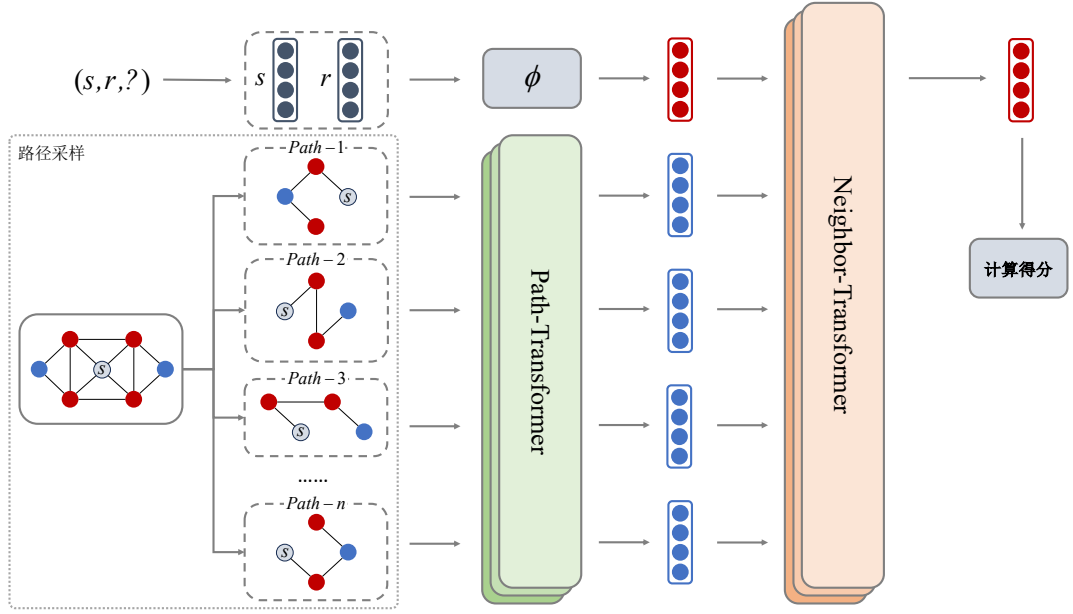 (s,r,?)
s
r
ϕ
路径采样
Path-1
s
Path-2
s
Path-3
s
......
Path-n
s
s
Path-Transformer
Neighbor-Transformer
计算得分